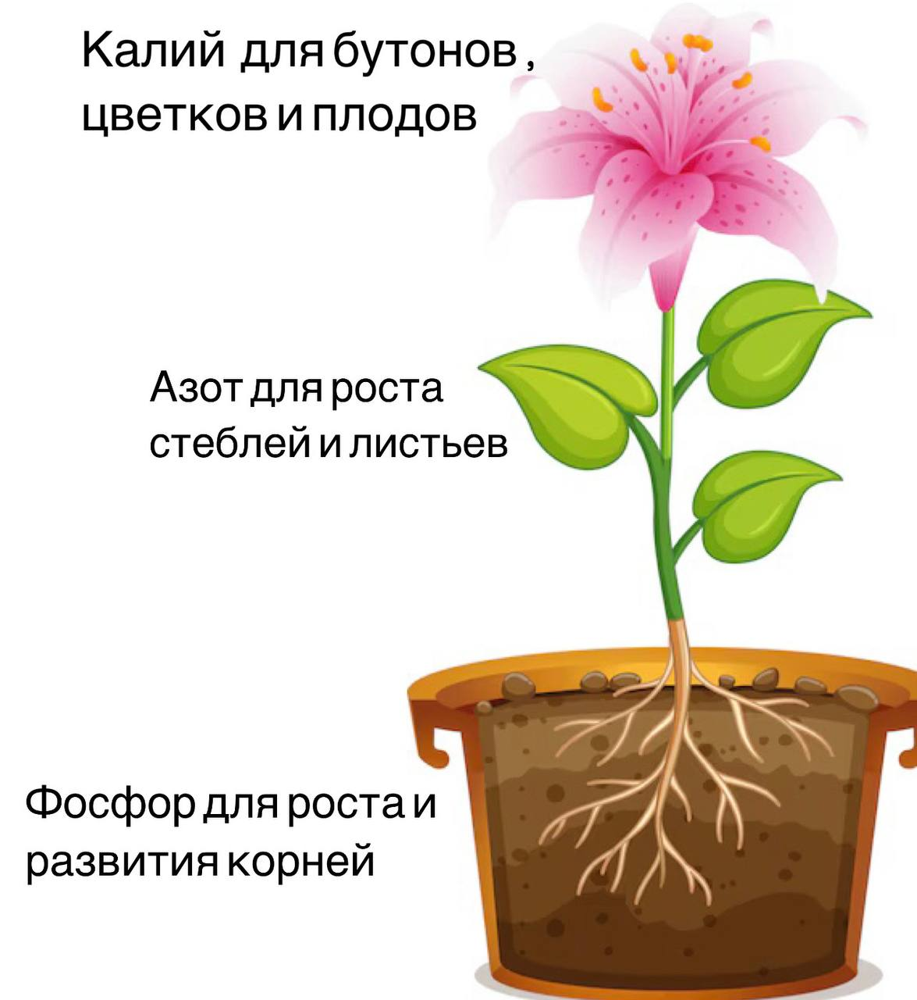 Калий для бутонов,
цветков и плодов
Азот для роста
стеблей и листьев
Фосфор для роста и
развития корней